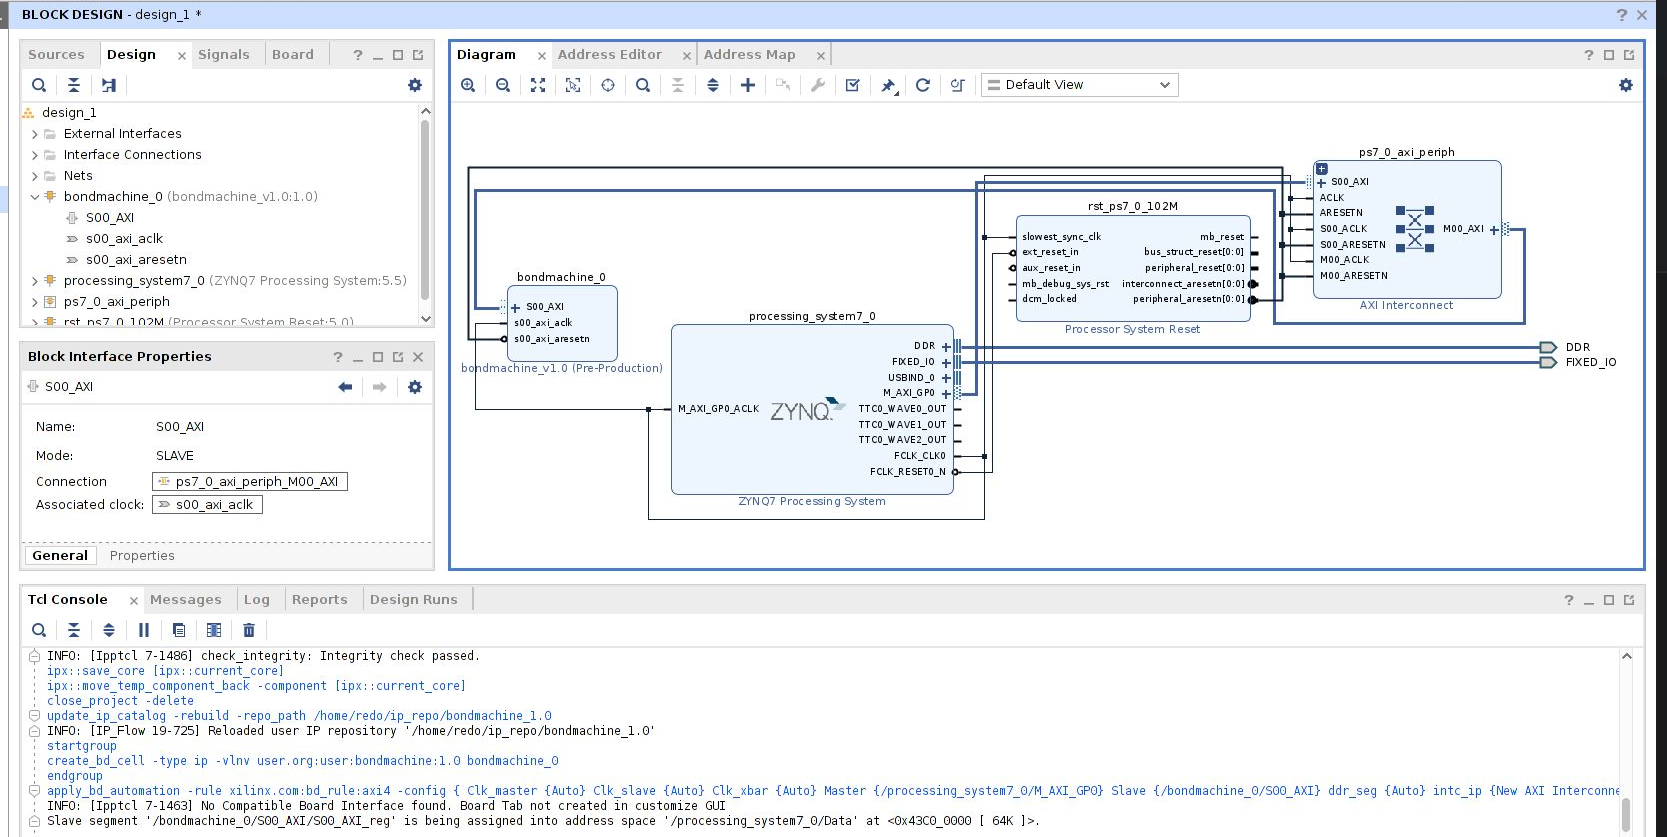 BLOCK DESIGN - design_1 *
Sources Design Signals Board
design_1
External Interfaces
Interface Connections
Nets
bondmachine_0 (bondmachine_v1.0:1.0)
S00_AXI
s00_axi_aclk
s00_axi_aresetn
processing_system7_0 (ZYNQ7 Processing System:5.5)
ps7_0_axi_periph
rst_ps7_0_102M (Processor System Reset:5.0)
Block Interface Properties
S00_AXI
Name: S00_AXI
Mode: SLAVE
Connection ps7_0_axi_periph_M00_AXI
Associated clock: s00_axi_aclk
General Properties
Diagram Address Editor Address Map
Default View
bondmachine_0
S00_AXI
s00_axi_aclk
s00_axi_aresetn
bondmachine_v1.0 (Pre-Production)
processing_system7_0
M_AXI_GP0_ACLK
ZYNQ
DDR
FIXED_IO
USBIND_0
M_AXI_GP0
TTC0_WAVE0_OUT
TTC0_WAVE1_OUT
TTC0_WAVE2_OUT
FCLK_CLK0
FCLK_RESET0_N
ZYNQ7 Processing System
rst_ps7_0_102M
slowest_sync_clk mb_reset
ext_reset_in bus_struct_reset[0:0]
aux_reset_in peripheral_reset[0:0]
mb_debug_sys_rst interconnect_aresetn[0:0]
dcm_locked peripheral_aresetn[0:0]
Processor System Reset
ps7_0_axi_periph
S00_AXI
ACLK
ARESETN
S00_ACLK M00_AXI
S00_ARESETN
M00_ACLK
M00_ARESETN
AXI Interconnect
DDR
FIXED_IO
Tcl Console Messages Log Reports Design Runs
INFO: [Ipptcl 7-1486] check_integrity: Integrity check passed.
ipx::save_core [ipx::current_core]
ipx::move_temp_component_back -component [ipx::current_core]
close_project -delete
update_ip_catalog -rebuild -repo_path /home/redo/ip_repo/bondmachine_1.0
INFO: [IP_Flow 19-725] Reloaded user IP repository '/home/redo/ip_repo/bondmachine_1.0'
startgroup
create_bd_cell -type ip -vlnv user.org:user:bondmachine:1.0 bondmachine_0
endgroup
apply_bd_automation -rule xilinx.com:bd_rule:axi4 -config { Clk_master {Auto} Clk_slave {Auto} Clk_xbar {Auto} Master {/processing_system7_0/M_AXI_GP0} Slave {/bondmachine_0/S00_AXI} ddr_seg {Auto} intc_ip {New AXI Interconne
INFO: [Ipptcl 7-1463] No Compatible Board Interface found. Board Tab not created in customize GUI
Slave segment '/bondmachine_0/S00_AXI/S00_AXI_reg' is being assigned into address space '/processing_system7_0/Data' at <0x43C0_0000 [ 64K ]>.